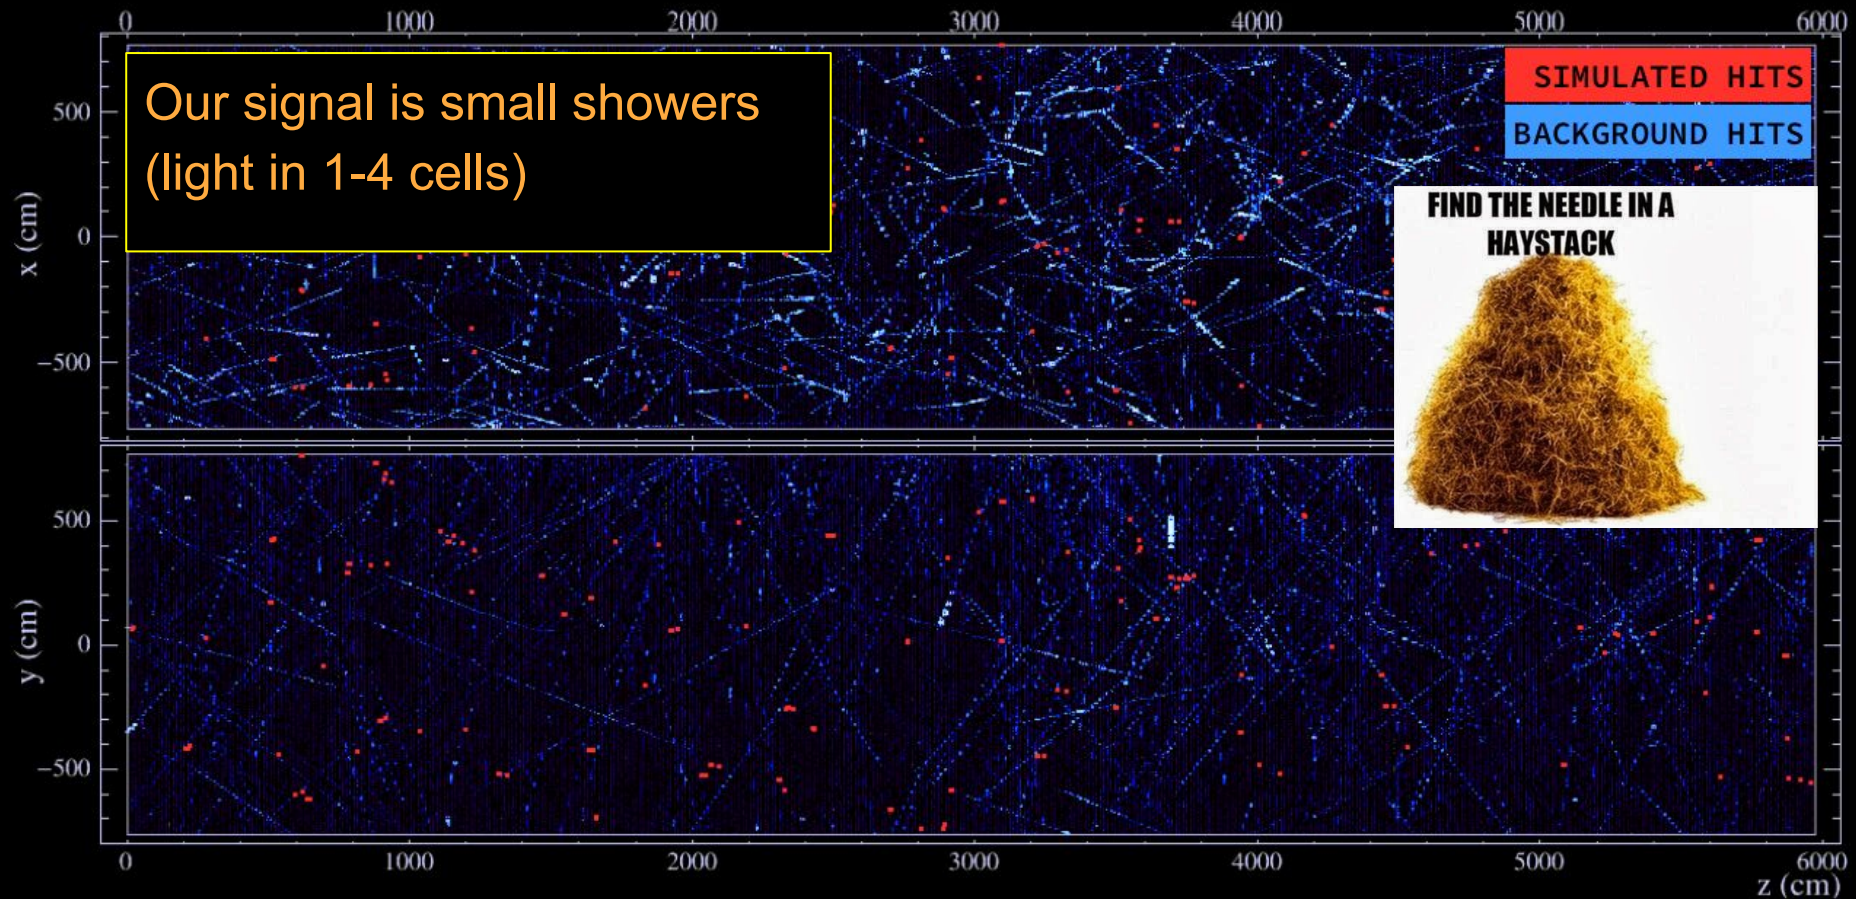 0 1000 2000 3000 4000 5000 6000
Our signal is small showers
(light in 1-4 cells)
SIMULATED HITS
BACKGROUND HITS
FIND THE NEEDLE IN A
HAYSTACK
x (cm)
500
0
−500
y (cm)
500
0
−500
0 1000 2000 3000 4000 5000 6000
z (cm)